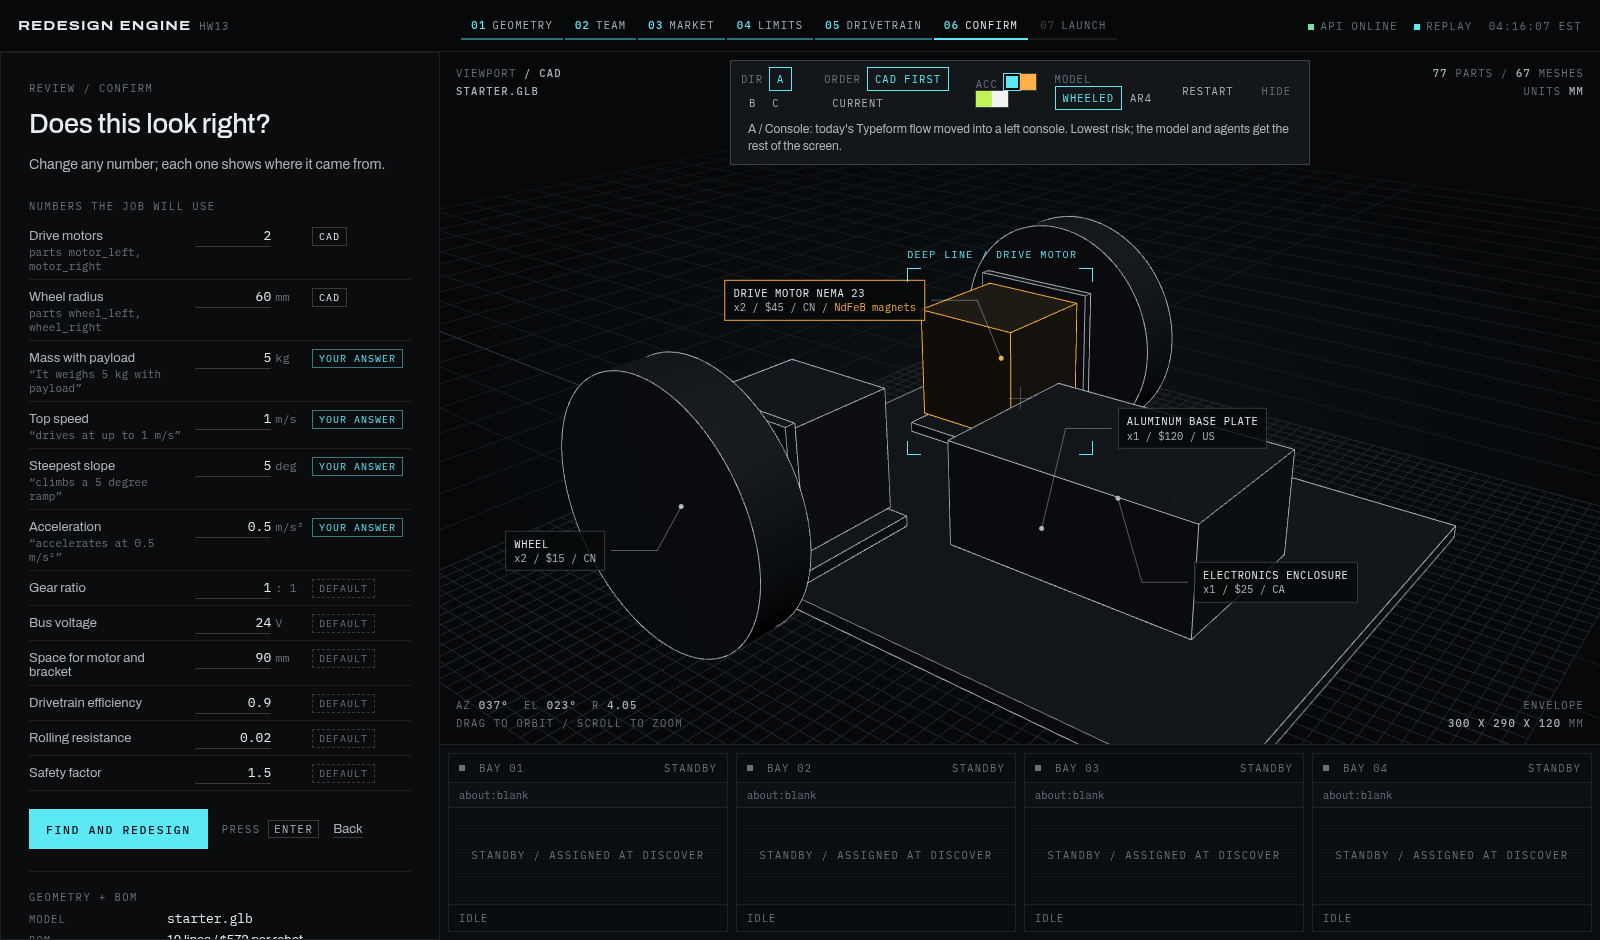 REDESIGN ENGINE HW13
01 GEOMETRY 02 TEAM 03 MARKET 04 LIMITS 05 DRIVETRAIN 06 CONFIRM 07 LAUNCH
API ONLINE REPLAY 04:16:07 EST
REVIEW / CONFIRM
Does this look right?
Change any number; each one shows where it came from.
NUMBERS THE JOB WILL USE
Drive motors 2 CAD
parts motor_left,
motor_right
Wheel radius 60 mm CAD
parts wheel_left,
wheel_right
Mass with payload 5 kg YOUR ANSWER
“It weighs 5 kg with
payload”
Top speed 1 m/s YOUR ANSWER
“drives at up to 1 m/s”
Steepest slope 5 deg YOUR ANSWER
“climbs a 5 degree
ramp”
Acceleration 0.5 m/s² YOUR ANSWER
“accelerates at 0.5
m/s²”
Gear ratio 1 : 1 DEFAULT
Bus voltage 24 V DEFAULT
Space for motor and
bracket 90 mm DEFAULT
Drivetrain efficiency 0.9 DEFAULT
Rolling resistance 0.02 DEFAULT
Safety factor 1.5 DEFAULT
FIND AND REDESIGN PRESS ENTER Back
GEOMETRY + BOM
MODEL starter.glb
VIEWPORT / CAD
STARTER.GLB
DIR A B C
ORDER CAD FIRST CURRENT
ACC
MODEL WHEELED AR4
RESTART HIDE
A / Console: today's Typeform flow moved into a left console. Lowest risk; the model and agents get the
rest of the screen.
77 PARTS / 67 MESHES
UNITS MM
DEEP LINE / DRIVE MOTOR
DRIVE MOTOR NEMA 23
x2 / $45 / CN / NdFeB magnets
ALUMINUM BASE PLATE
x1 / $120 / US
WHEEL
x2 / $15 / CN
ELECTRONICS ENCLOSURE
x1 / $25 / CA
AZ 037° EL 023° R 4.05
DRAG TO ORBIT / SCROLL TO ZOOM
ENVELOPE
300 X 290 X 120 MM
BAY 01 STANDBY
about:blank
STANDBY / ASSIGNED AT DISCOVER
IDLE
BAY 02 STANDBY
about:blank
STANDBY / ASSIGNED AT DISCOVER
IDLE
BAY 03 STANDBY
about:blank
STANDBY / ASSIGNED AT DISCOVER
IDLE
BAY 04 STANDBY
about:blank
STANDBY / ASSIGNED AT DISCOVER
IDLE